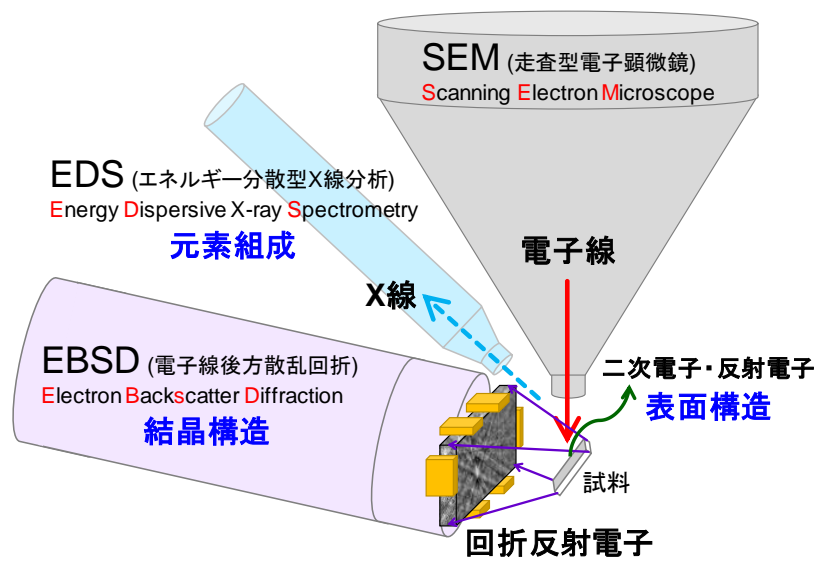 SEM (走査型電子顕微鏡)
Scanning Electron Microscope
EDS (エネルギー分散型X線分析)
Energy Dispersive X-ray Spectrometry
元素組成
電子線
X線
EBSD (電子線後方散乱回折)
Electron Backscatter Diffraction
結晶構造
二次電子・反射電子
表面構造
試料
回折反射電子